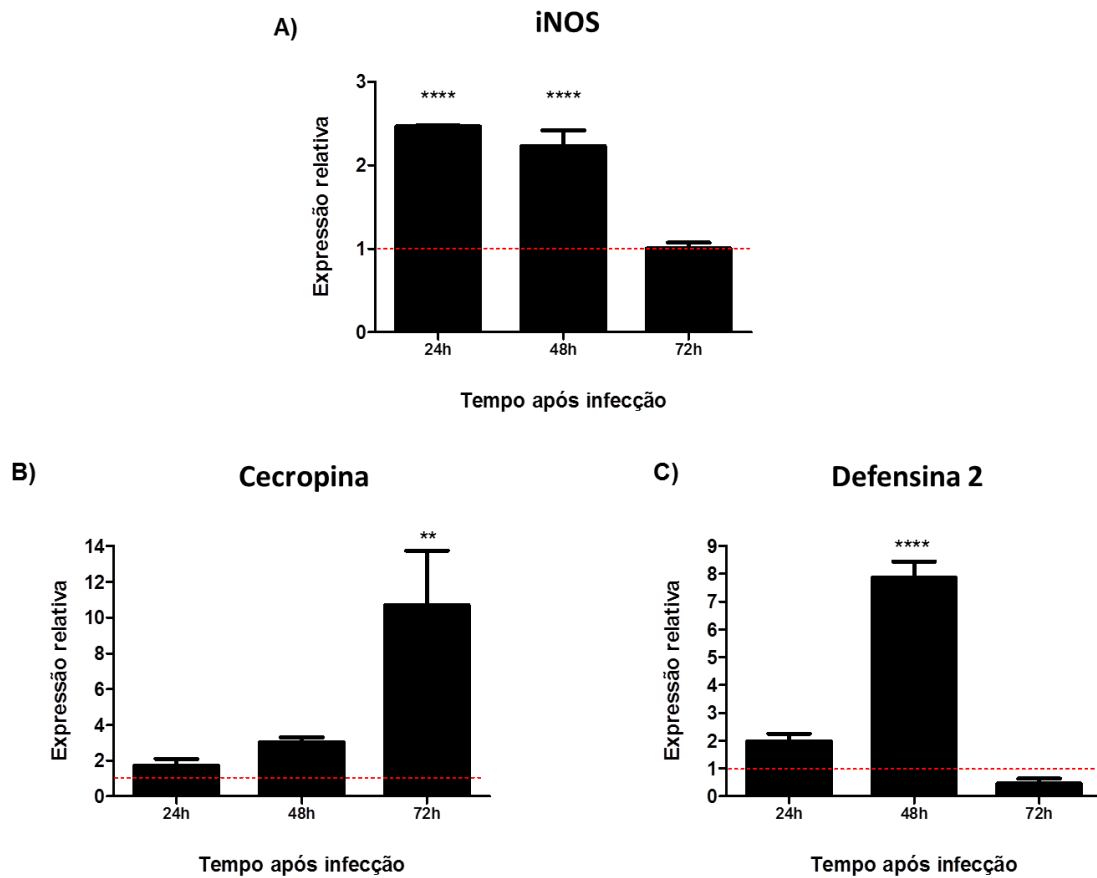 A)
iNOS
Expressão relativa
3
2
1
0
****
****
24h
48h
72h
Tempo após infecção
B)
Cecropina
Expressão relativa
14
12
10
8
6
4
2
0
**
24h
48h
72h
Tempo após infecção
C)
Defensina 2
Expressão relativa
9
8
7
6
5
4
3
2
1
0
****
24h
48h
72h
Tempo após infecção